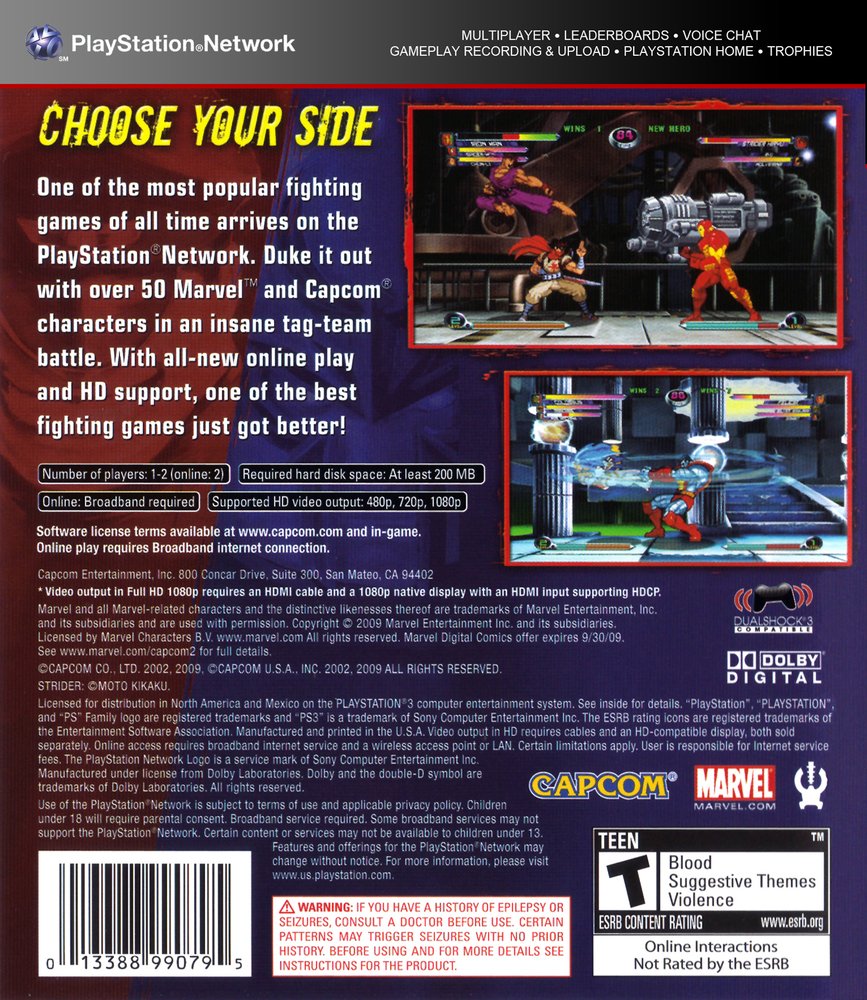 PlayStation®Network
SM
MULTIPLAYER • LEADERBOARDS • VOICE CHAT
GAMEPLAY RECORDING & UPLOAD • PLAYSTATION HOME • TROPHIES
CHOOSE YOUR SIDE
One of the most popular fighting
games of all time arrives on the
PlayStation®Network. Duke it out
with over 50 Marvel™ and Capcom®
characters in an insane tag-team
battle. With all-new online play
and HD support, one of the best
fighting games just got better!
WINS 1 84 NEW HERO
IRON MAN
STRIDER HIRYU
2
LEVEL
1
LEVEL
WINS 2 88 WINS
Number of players: 1-2 (online: 2)
Required hard disk space: At least 200 MB
Online: Broadband required
Supported HD video output: 480p, 720p, 1080p
Software license terms available at www.capcom.com and in-game.
Online play requires Broadband internet connection.
Capcom Entertainment, Inc. 800 Concar Drive, Suite 300, San Mateo, CA 94402
* Video output in Full HD 1080p requires an HDMI cable and a 1080p native display with an HDMI input supporting HDCP.
Marvel and all Marvel-related characters and the distinctive likenesses thereof are trademarks of Marvel Entertainment, Inc.
and its subsidiaries and are used with permission. Copyright © 2009 Marvel Entertainment Inc. and its subsidiaries.
Licensed by Marvel Characters B.V. www.marvel.com All rights reserved. Marvel Digital Comics offer expires 9/30/09.
See www.marvel.com/capcom2 for full details.
©CAPCOM CO., LTD. 2002, 2009, ©CAPCOM U.S.A., INC. 2002, 2009 ALL RIGHTS RESERVED.
STRIDER: ©MOTO KIKAKU.
DUALSHOCK®3
COMPATIBLE
DOLBY
DIGITAL
Licensed for distribution in North America and Mexico on the PLAYSTATION®3 computer entertainment system. See inside for details. "PlayStation", "PLAYSTATION",
and "PS" Family logo are registered trademarks and "PS3" is a trademark of Sony Computer Entertainment Inc. The ESRB rating icons are registered trademarks of
the Entertainment Software Association. Manufactured and printed in the U.S.A. Video output in HD requires cables and an HD-compatible display, both sold
separately. Online access requires broadband internet service and a wireless access point or LAN. Certain limitations apply. User is responsible for Internet service
fees. The PlayStation Network Logo is a service mark of Sony Computer Entertainment Inc.
Manufactured under license from Dolby Laboratories. Dolby and the double-D symbol are
trademarks of Dolby Laboratories. All rights reserved.
Use of the PlayStation®Network is subject to terms of use and applicable privacy policy. Children
under 18 will require parental consent. Broadband service required. Some broadband services may not
support the PlayStation®Network. Certain content or services may not be available to children under 13.
Features and offerings for the PlayStation®Network may
change without notice. For more information, please visit
www.us.playstation.com.
CAPCOM®
MARVEL
MARVEL.COM
WARNING: IF YOU HAVE A HISTORY OF EPILEPSY OR
SEIZURES, CONSULT A DOCTOR BEFORE USE. CERTAIN
PATTERNS MAY TRIGGER SEIZURES WITH NO PRIOR
HISTORY. BEFORE USING AND FOR MORE DETAILS SEE
INSTRUCTIONS FOR THE PRODUCT.
0 13388 99079 5
TEEN ™
T
Blood
Suggestive Themes
Violence
ESRB CONTENT RATING www.esrb.org
Online Interactions
Not Rated by the ESRB